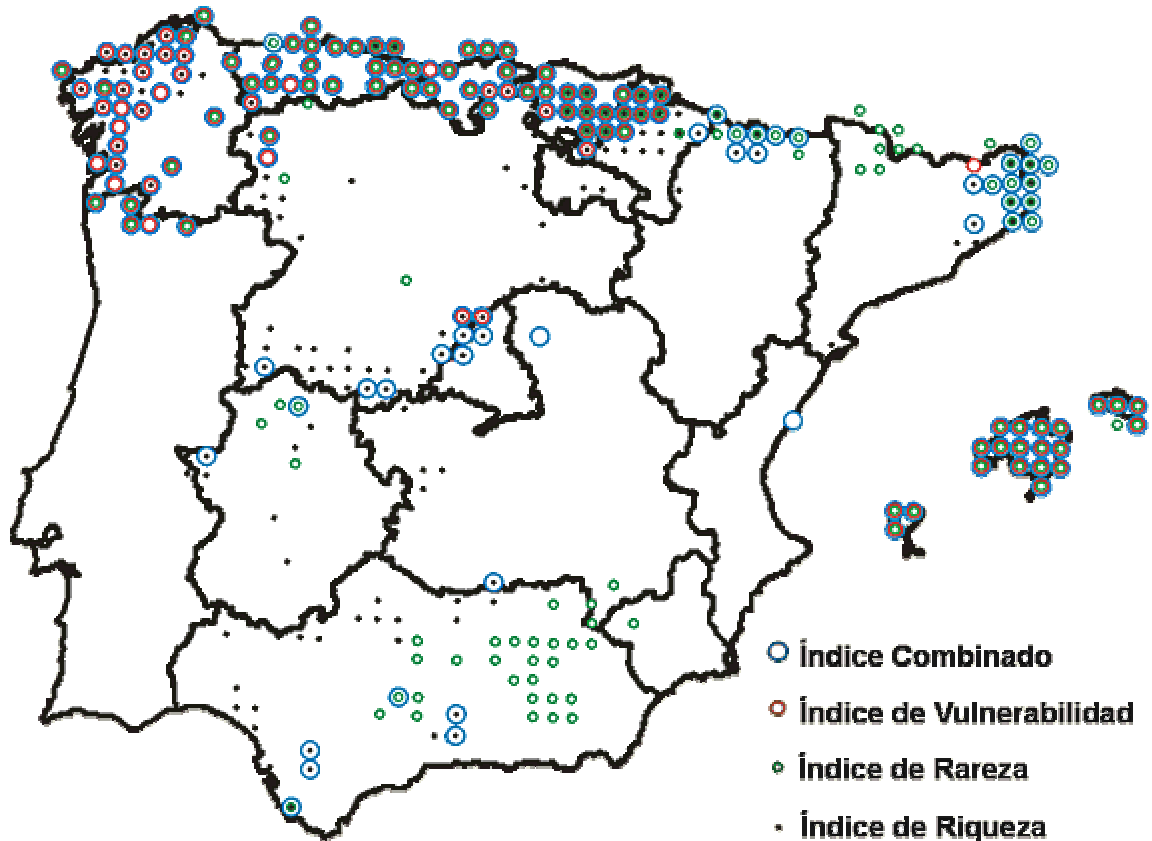 Índice Combinado
Índice de Vulnerabilidad
Índice de Rareza
Índice de Riqueza